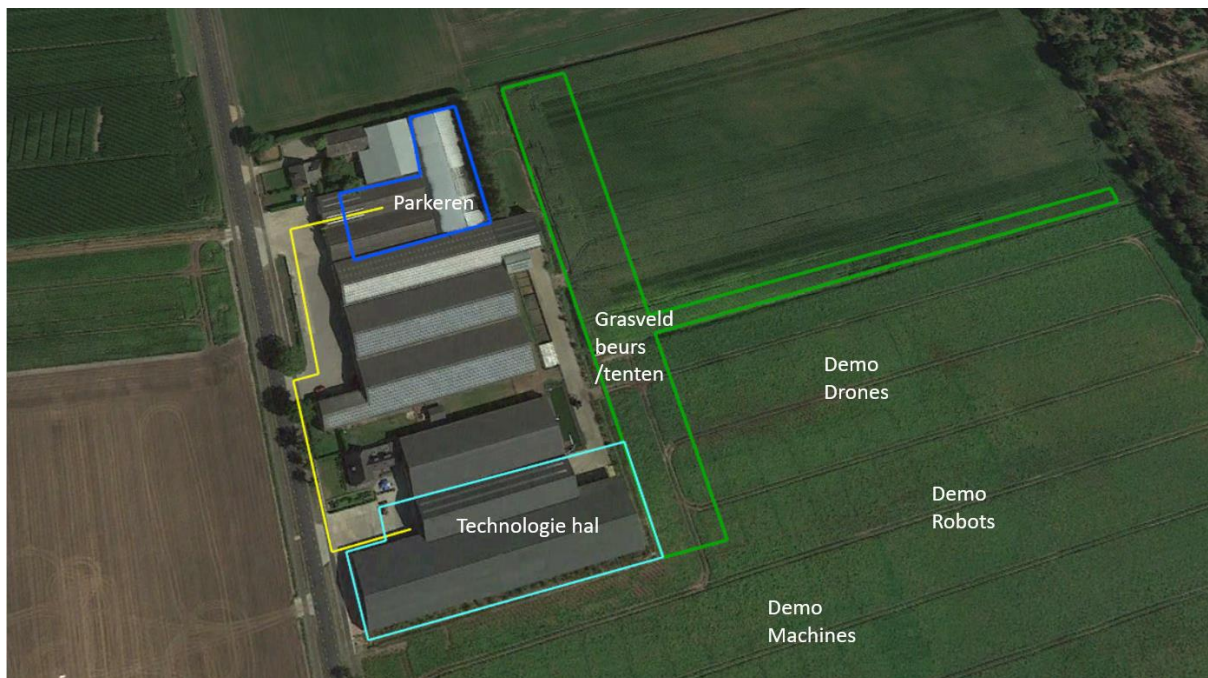 Parkeren
Grasveld
beurs
/tenten
Demo
Drones
Demo
Robots
Technologie hal
Demo
Machines